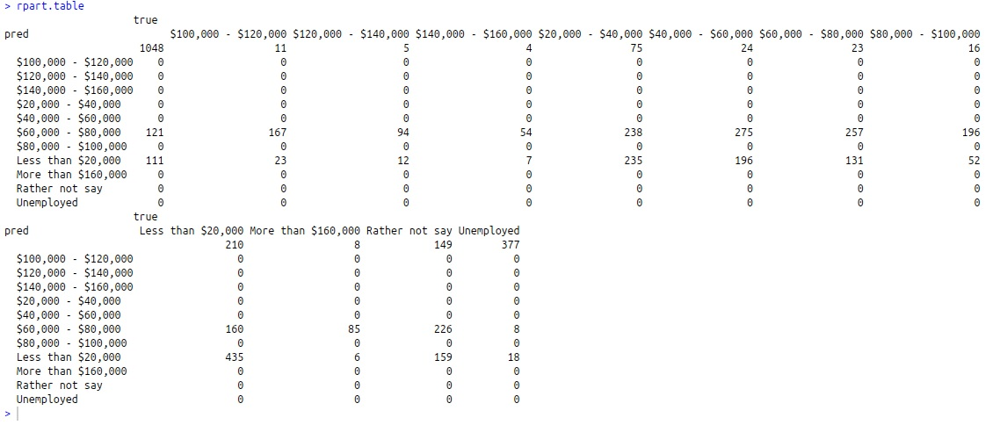 > rpart.table
true
pred $100,000 - $120,000 $120,000 - $140,000 $140,000 - $160,000 $20,000 - $40,000 $40,000 - $60,000 $60,000 - $80,000 $80,000 - $100,000
1048 11 5 4 75 24 23 16
$100,000 - $120,000 0 0 0 0 0 0 0 0
$120,000 - $140,000 0 0 0 0 0 0 0 0
$140,000 - $160,000 0 0 0 0 0 0 0 0
$20,000 - $40,000 0 0 0 0 0 0 0 0
$40,000 - $60,000 0 0 0 0 0 0 0 0
$60,000 - $80,000 121 167 94 54 238 275 257 196
$80,000 - $100,000 0 0 0 0 0 0 0 0
Less than $20,000 111 23 12 7 235 196 131 52
More than $160,000 0 0 0 0 0 0 0 0
Rather not say 0 0 0 0 0 0 0 0
Unemployed 0 0 0 0 0 0 0 0
true
pred Less than $20,000 More than $160,000 Rather not say Unemployed
210 8 149 377
$100,000 - $120,000 0 0 0 0
$120,000 - $140,000 0 0 0 0
$140,000 - $160,000 0 0 0 0
$20,000 - $40,000 0 0 0 0
$40,000 - $60,000 0 0 0 0
$60,000 - $80,000 160 85 226 8
$80,000 - $100,000 0 0 0 0
Less than $20,000 435 6 159 18
More than $160,000 0 0 0 0
Rather not say 0 0 0 0
Unemployed 0 0 0 0
>